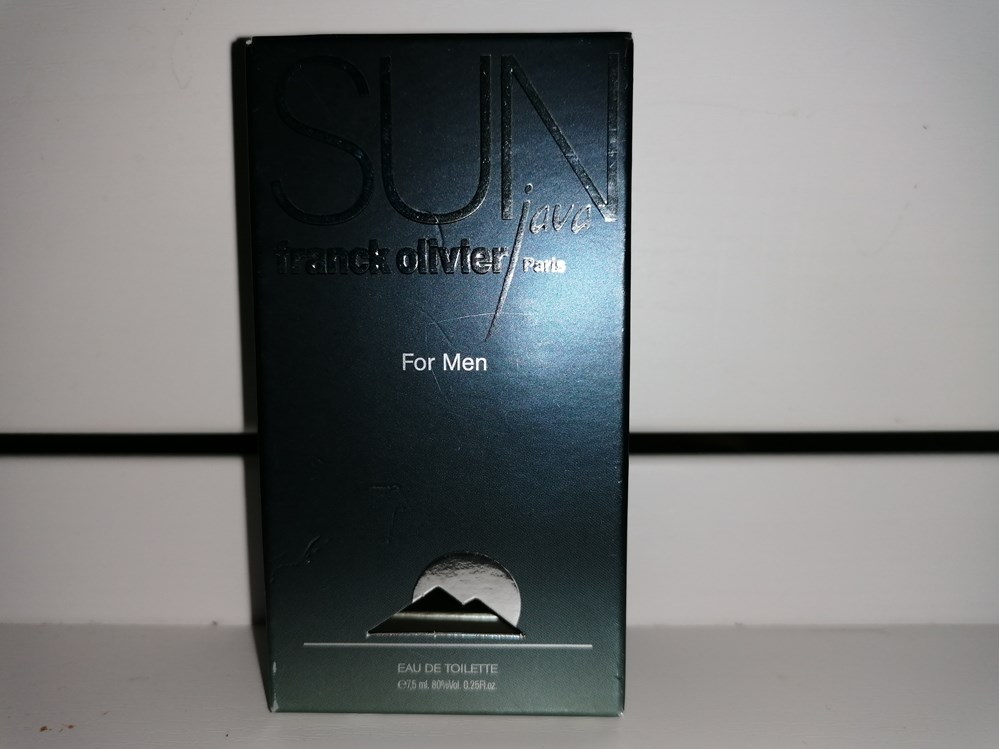 SUN
java
franck olivier Paris
For Men
EAU DE TOILETTE
℮7,5 ml. 80%Vol 0.25Fl.oz.